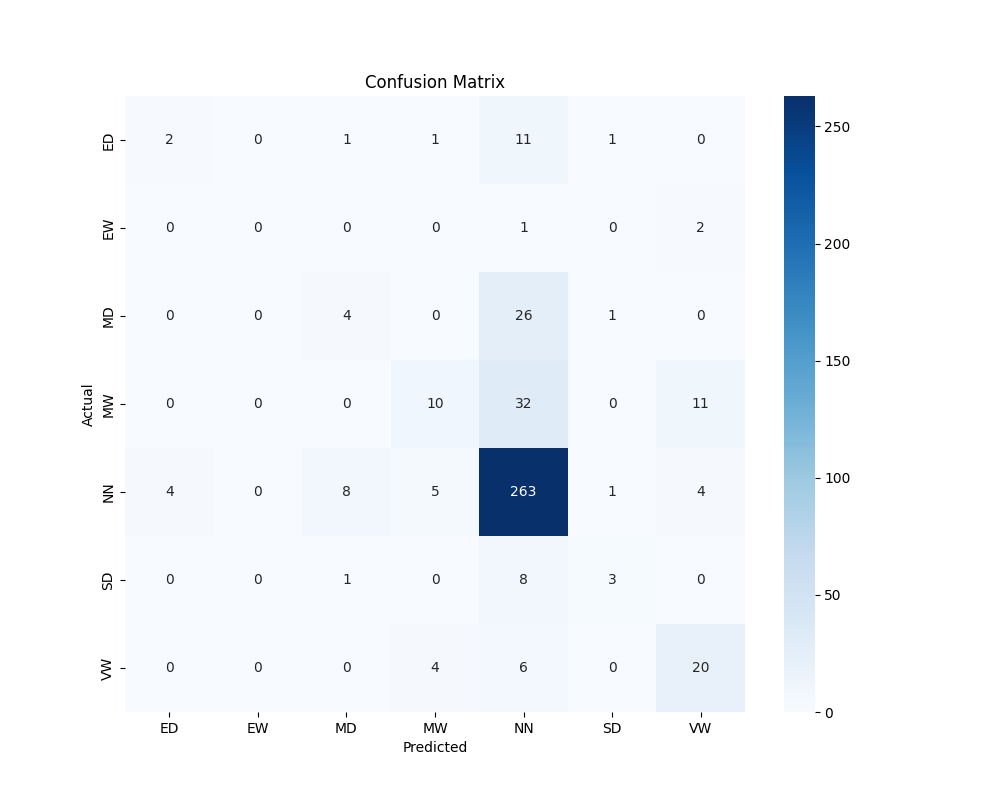 Confusion Matrix
ED 2 0 1 1 11 1 0
EW 0 0 0 0 1 0 2
MD 0 0 4 0 26 1 0
MW 0 0 0 10 32 0 11
NN 4 0 8 5 263 1 4
SD 0 0 1 0 8 3 0
VW 0 0 0 4 6 0 20
ED EW MD MW NN SD VW
Predicted
Actual
250
200
150
100
50
0